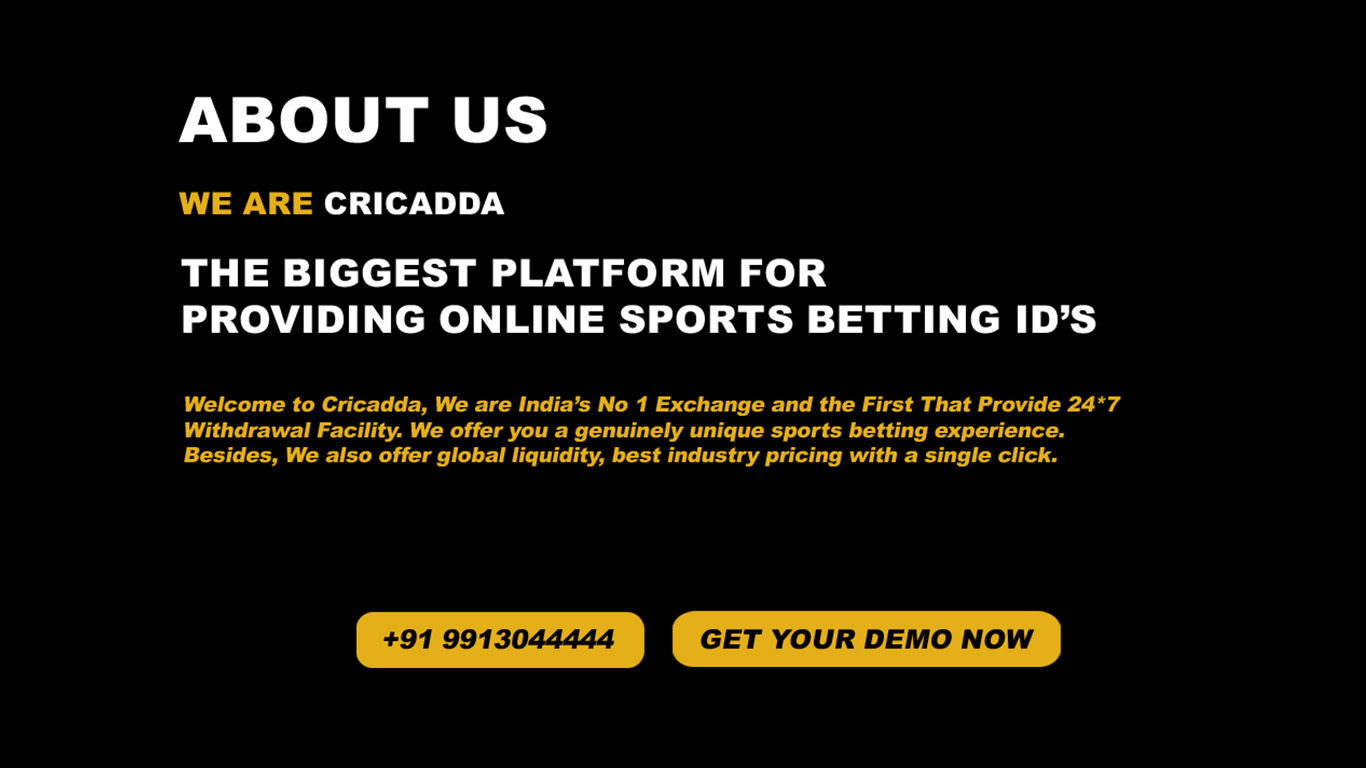 ABOUT US
WE ARE CRICADDA
THE BIGGEST PLATFORM FOR
PROVIDING ONLINE SPORTS BETTING ID’S
Welcome to Cricadda, We are India’s No 1 Exchange and the First That Provide 24*7
Withdrawal Facility. We offer you a genuinely unique sports betting experience.
Besides, We also offer global liquidity, best industry pricing with a single click.
+91 9913044444
GET YOUR DEMO NOW